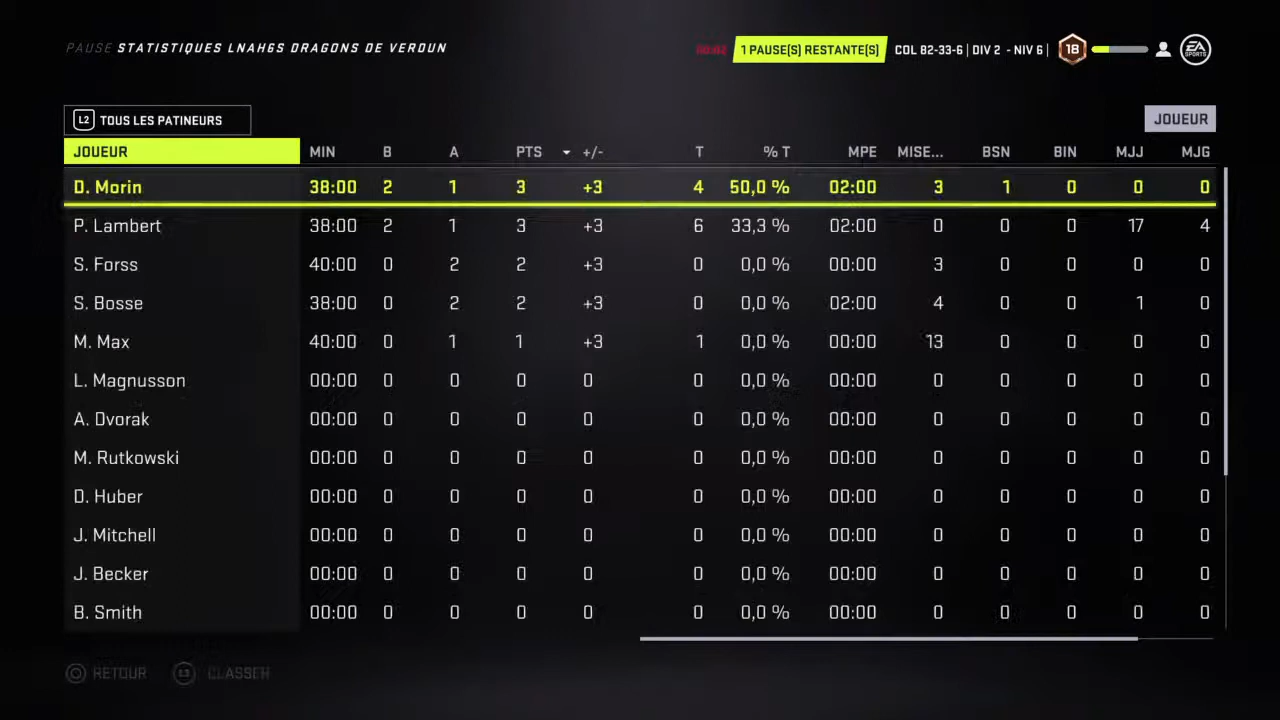 PAUSE STATISTIQUES LNAH6S DRAGONS DE VERDUN
00:02 1 PAUSE(S) RESTANTE(S) COL 82-33-6 | DIV 2 - NIV 6 | 18 EA SPORTS
L2 TOUS LES PATINEURS JOUEUR
JOUEUR MIN B A PTS +/- T % T MPE MISE... BSN BIN MJJ MJG
D. Morin 38:00 2 1 3 +3 4 50,0 % 02:00 3 1 0 0 0
P. Lambert 38:00 2 1 3 +3 6 33,3 % 02:00 0 0 0 17 4
S. Forss 40:00 0 2 2 +3 0 0,0 % 00:00 3 0 0 0 0
S. Bosse 38:00 0 2 2 +3 0 0,0 % 02:00 4 0 0 1 0
M. Max 40:00 0 1 1 +3 1 0,0 % 00:00 13 0 0 0 0
L. Magnusson 00:00 0 0 0 0 0 0,0 % 00:00 0 0 0 0 0
A. Dvorak 00:00 0 0 0 0 0 0,0 % 00:00 0 0 0 0 0
M. Rutkowski 00:00 0 0 0 0 0 0,0 % 00:00 0 0 0 0 0
D. Huber 00:00 0 0 0 0 0 0,0 % 00:00 0 0 0 0 0
J. Mitchell 00:00 0 0 0 0 0 0,0 % 00:00 0 0 0 0 0
J. Becker 00:00 0 0 0 0 0 0,0 % 00:00 0 0 0 0 0
B. Smith 00:00 0 0 0 0 0 0,0 % 00:00 0 0 0 0 0
RETOUR L3 CLASSER